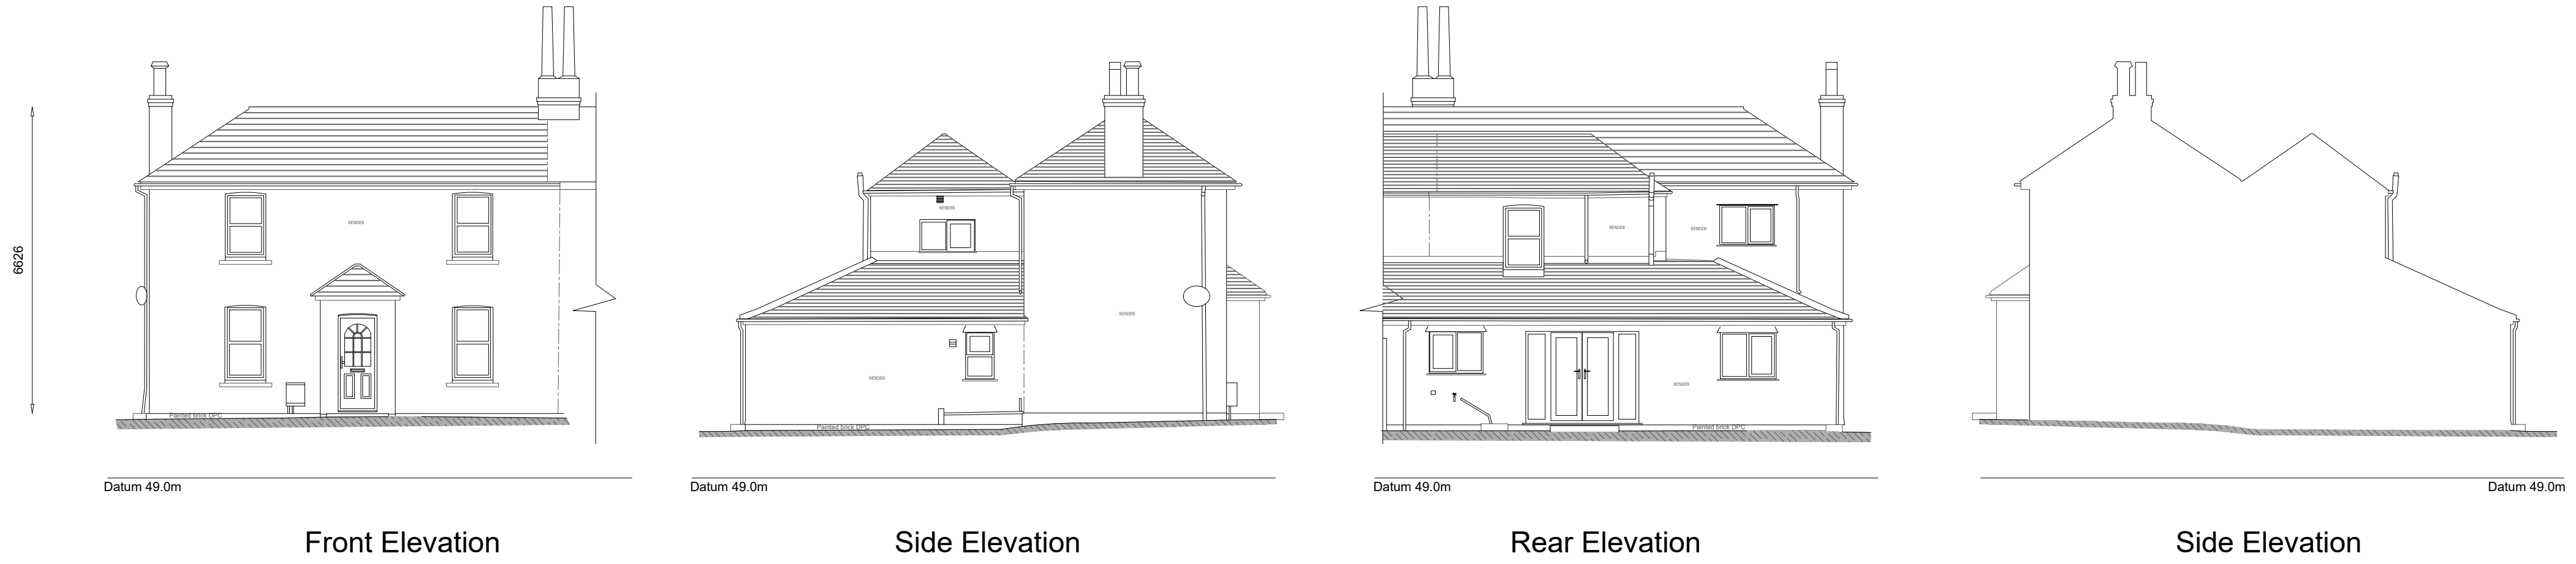 6626
RENDER
Painted brick DPC
Datum 49.0m
Front Elevation
RENDER
RENDER
RENDER
Painted brick DPC
Datum 49.0m
Side Elevation
RENDER
RENDER
RENDER
Painted brick DPC
Datum 49.0m
Rear Elevation
Datum 49.0m
Side Elevation